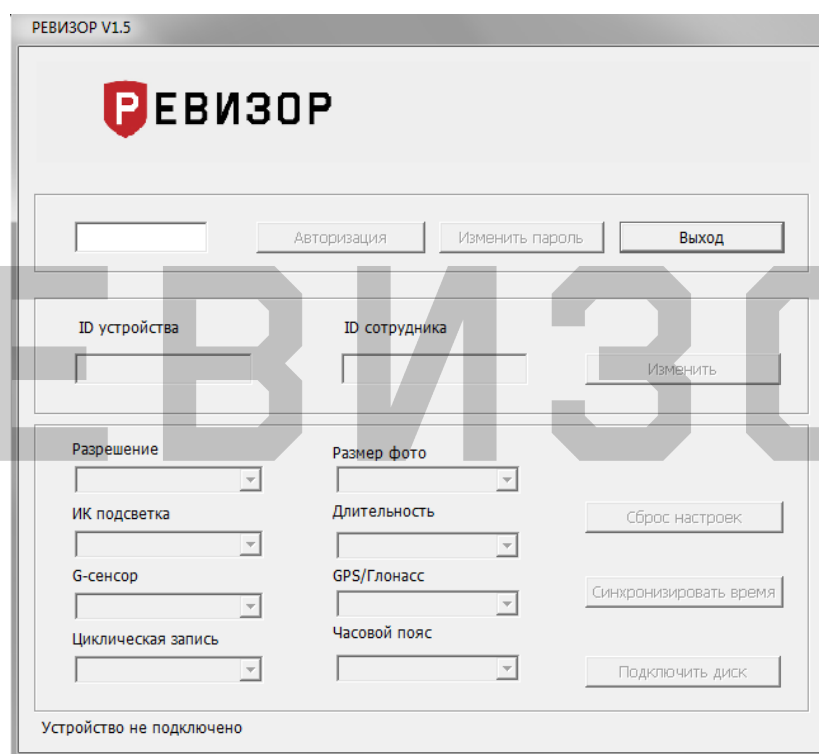 РЕВИЗОР V1.5
РЕВИЗОР
Авторизация Изменить пароль Выход
ЕВИЗО
ID устройства ID сотрудника
Изменить
Разрешение Размер фото
ИК подсветка Длительность Сброс настроек
G-сенсор GPS/Глонасс
Синхронизировать время
Циклическая запись Часовой пояс
Подключить диск
Устройство не подключено